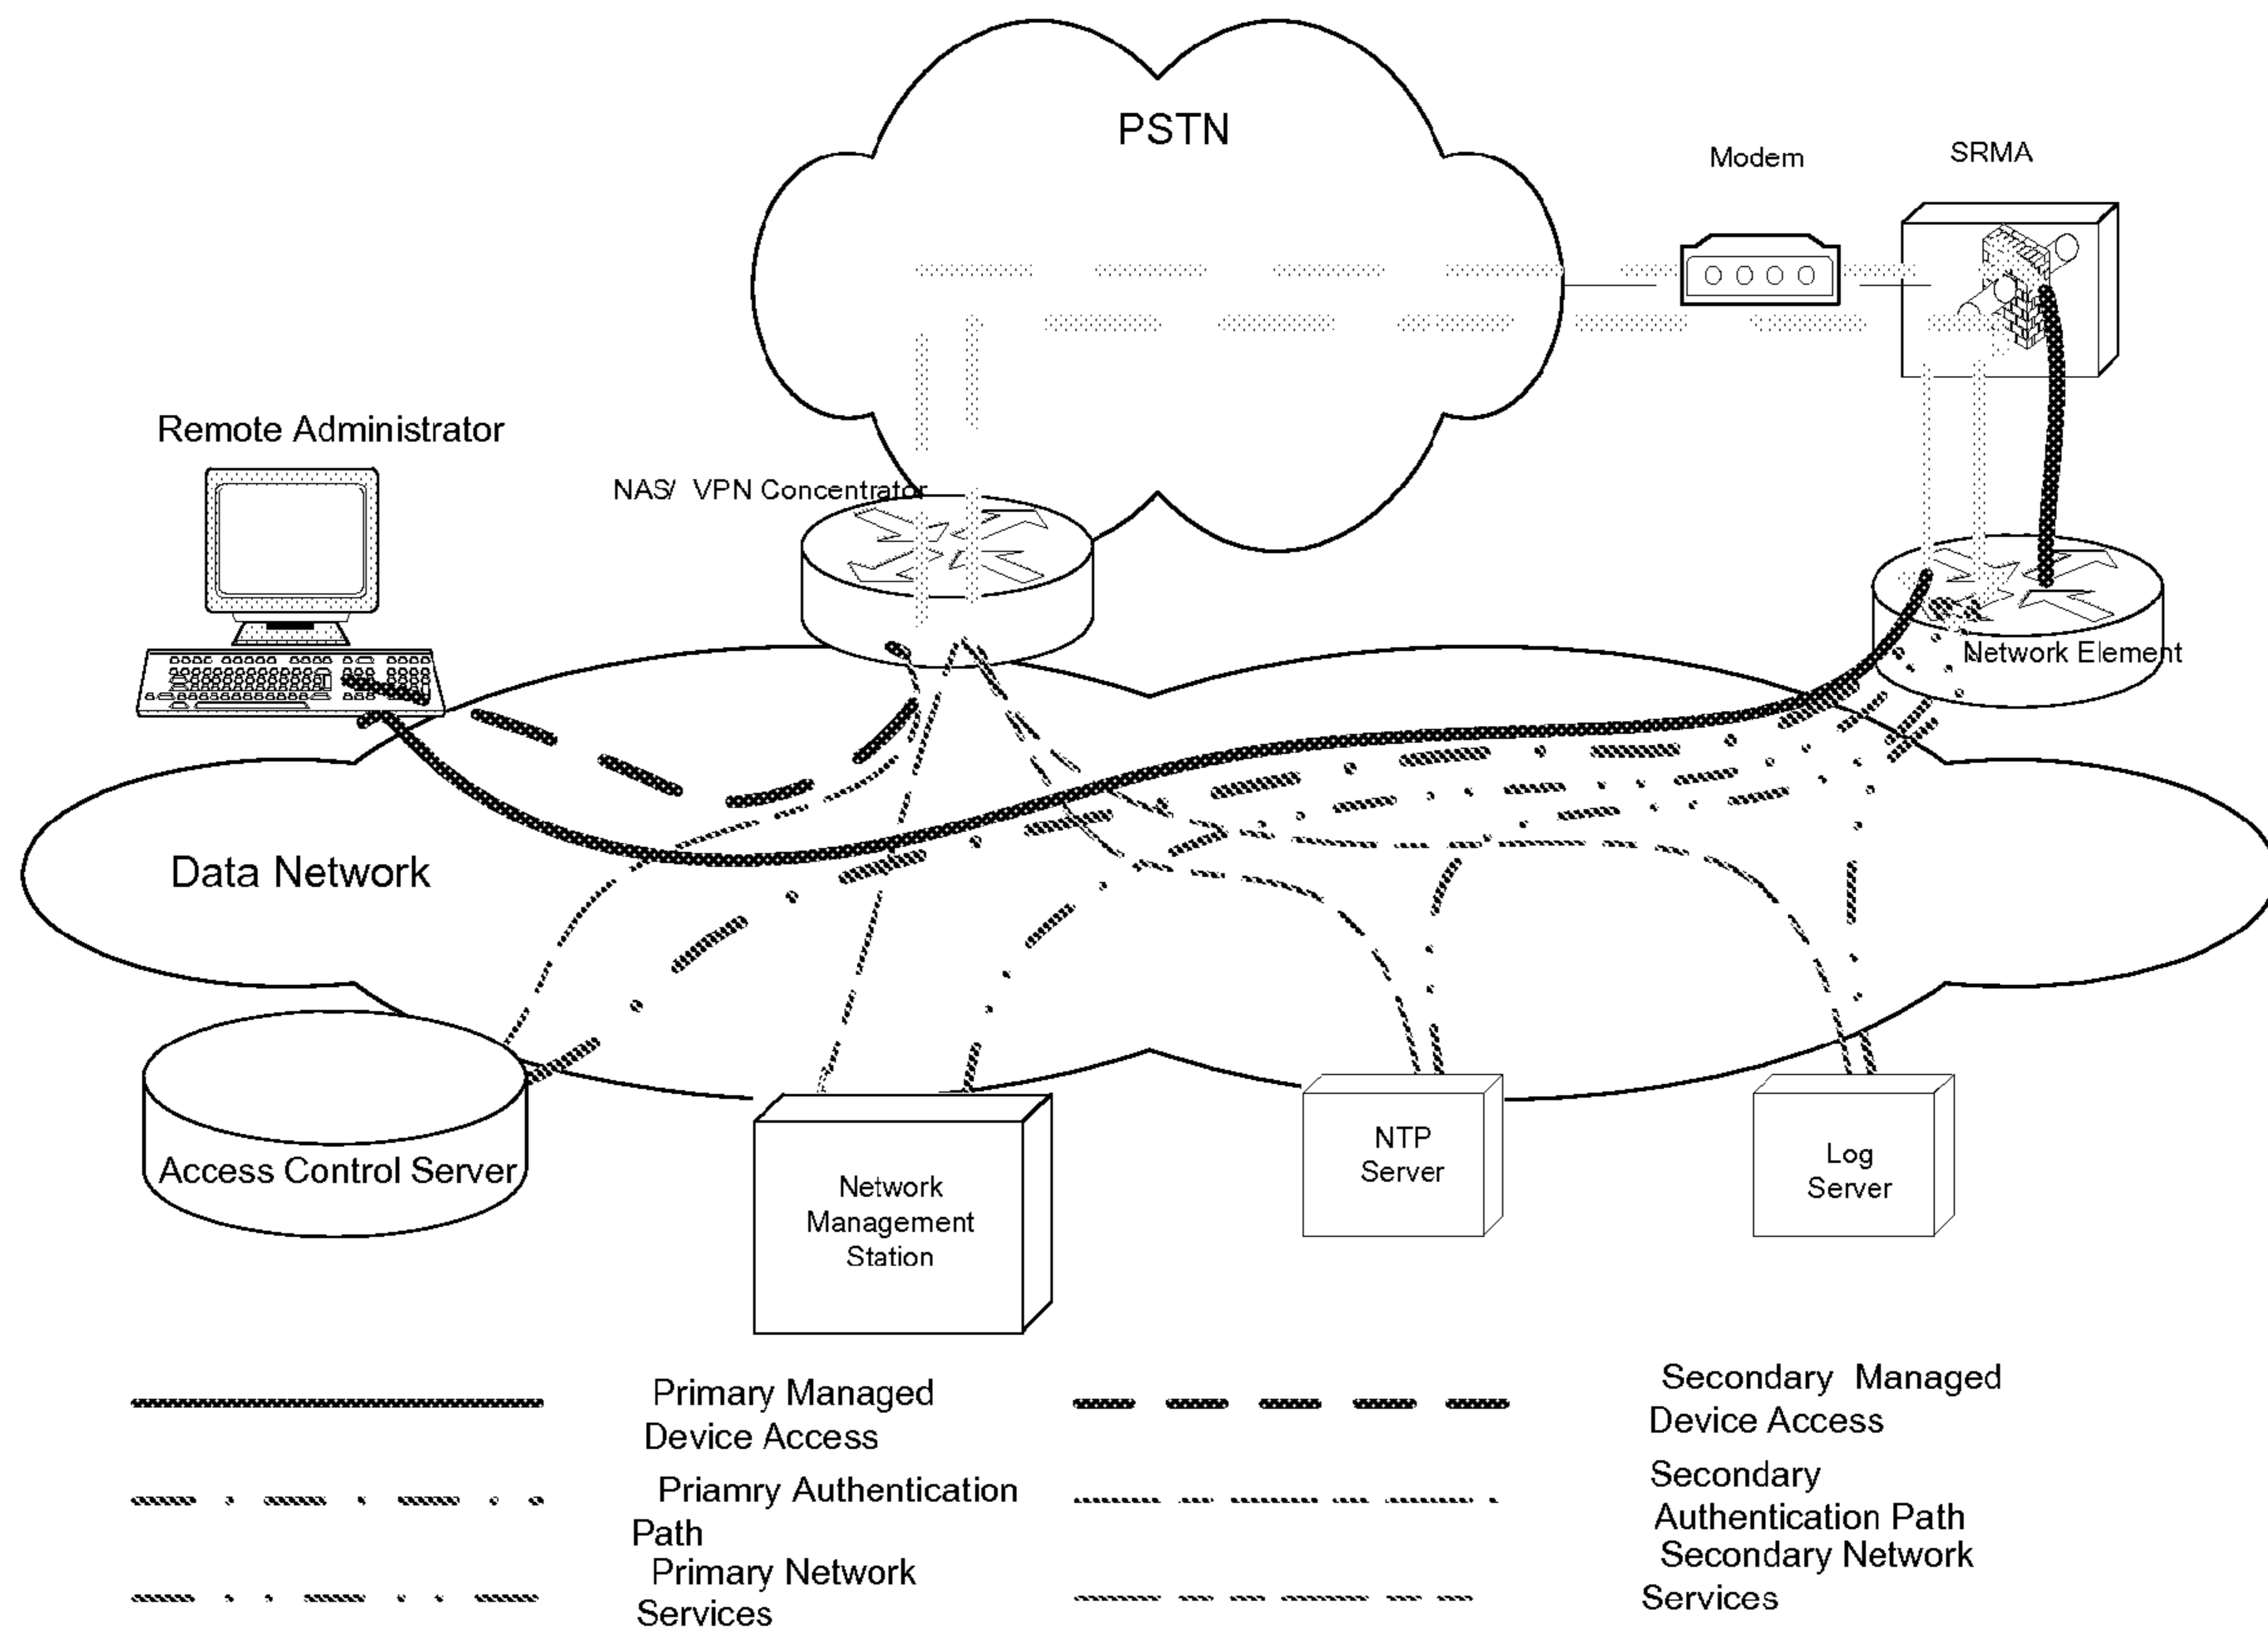 PSTN
Modem
SRMA
Remote Administrator
NAS/ VPN Concentrator
Network Element
Data Network
Access Control Server
Network
Management
Station
NTP
Server
Log
Server
Primary Managed
Device Access
Secondary Managed
Device Access
Priamry Authentication
Path
Secondary
Authentication Path
Primary Network
Services
Secondary Network
Services